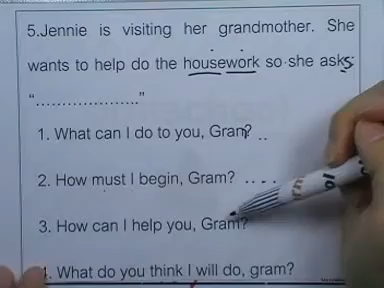 5.Jennie is visiting her grandmother. She
wants to help do the housework so she asks:
"...................."
1. What can I do to you, Gram?
2. How must I begin, Gram?
3. How can I help you, Gram?
4. What do you think I will do, gram?